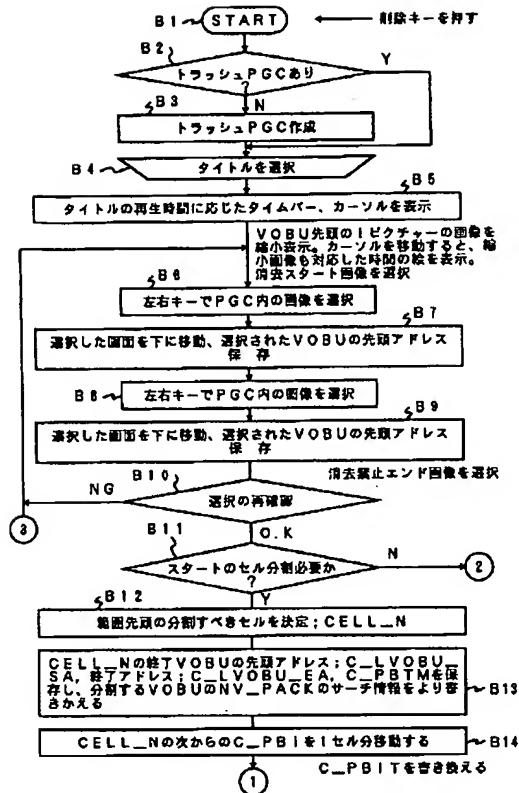 B1 START 削除キーを押す
B2
トラッシュPGCあり
?
Y
N
B3
トラッシュPGC作成
B4 タイトルを選択
B5
タイトルの再生時間に応じたタイムバー、カーソルを表示
VOBU先頭のIピクチャーの画像を
縮小表示。カーソルを移動すると、縮
小画像も対応した時間の絵を表示。
消去スタート画像を選択
B6
左右キーでPGC内の画像を選択
B7
選択した画面を下に移動、選択されたVOBUの先頭アドレス
保存
B8 左右キーでPGC内の画像を選択
B9
選択した画面を下に移動、選択されたVOBUの先頭アドレス
保存
消去禁止エンド画像を選択
B10
NG
選択の再確認
3
O.K
B11
スタートのセル分割必要か
?
N
2
Y
B12
範囲先頭の分割すべきセルを決定;CELL_N
CELL_Nの終了VOBUの先頭アドレス;C_LVOBU_
SA,終了アドレス;C_LVOBU_EA,C_PBTMを保
存し、分割するVOBUのNV_PACKのサーチ情報をより書
きかえる
B13
CELL_Nの次からのC_PBIを1セル分移動する
B14
C_PBITを書き換える
1